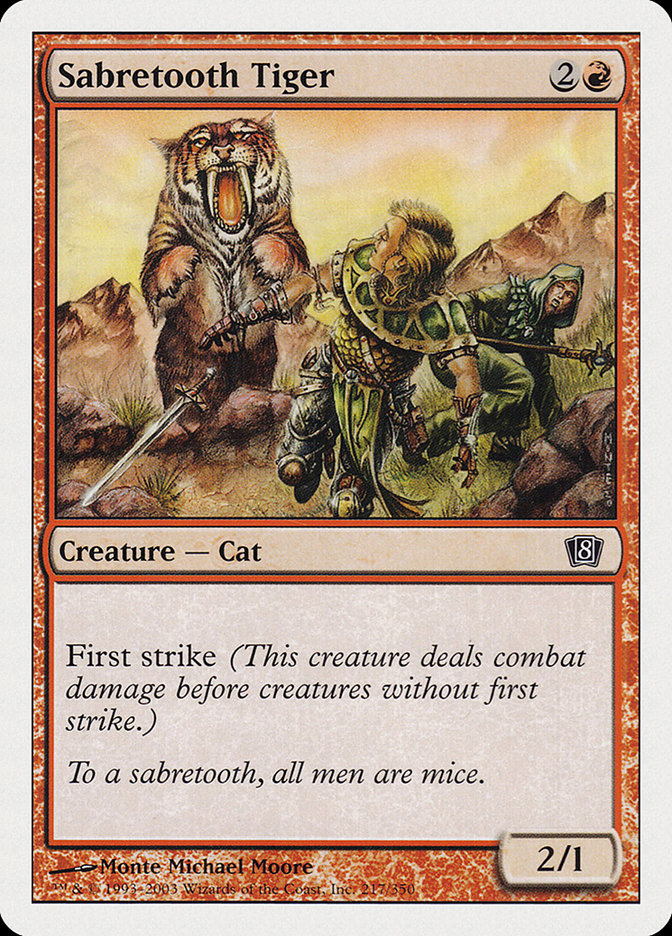 Sabretooth Tiger 2
MONTE
Creature — Cat 8
First strike (This creature deals combat
damage before creatures without first
strike.)
To a sabretooth, all men are mice.
2/1
Monte Michael Moore
™ & © 1993–2003 Wizards of the Coast, Inc. 217/350